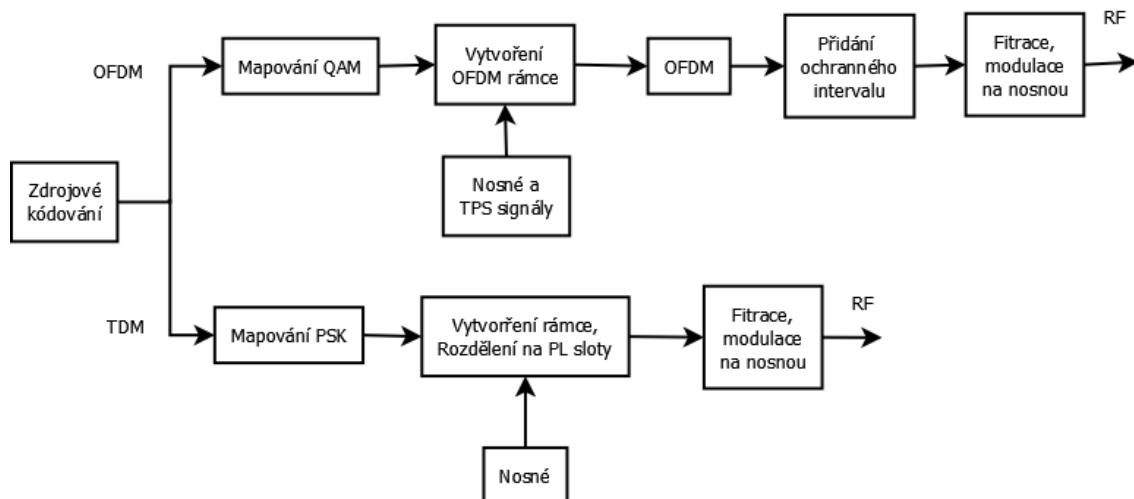 OFDM
Mapování QAM
Vytvoření
OFDM rámce
OFDM
Přidání
ochranného
intervalu
Fitrace,
modulace
na nosnou
RF
Nosné a
TPS signály
Zdrojové
kódování
TDM
Mapování PSK
Vytvorření rámce,
Rozdělení na PL sloty
Fitrace,
modulace
na nosnou
RF
Nosné